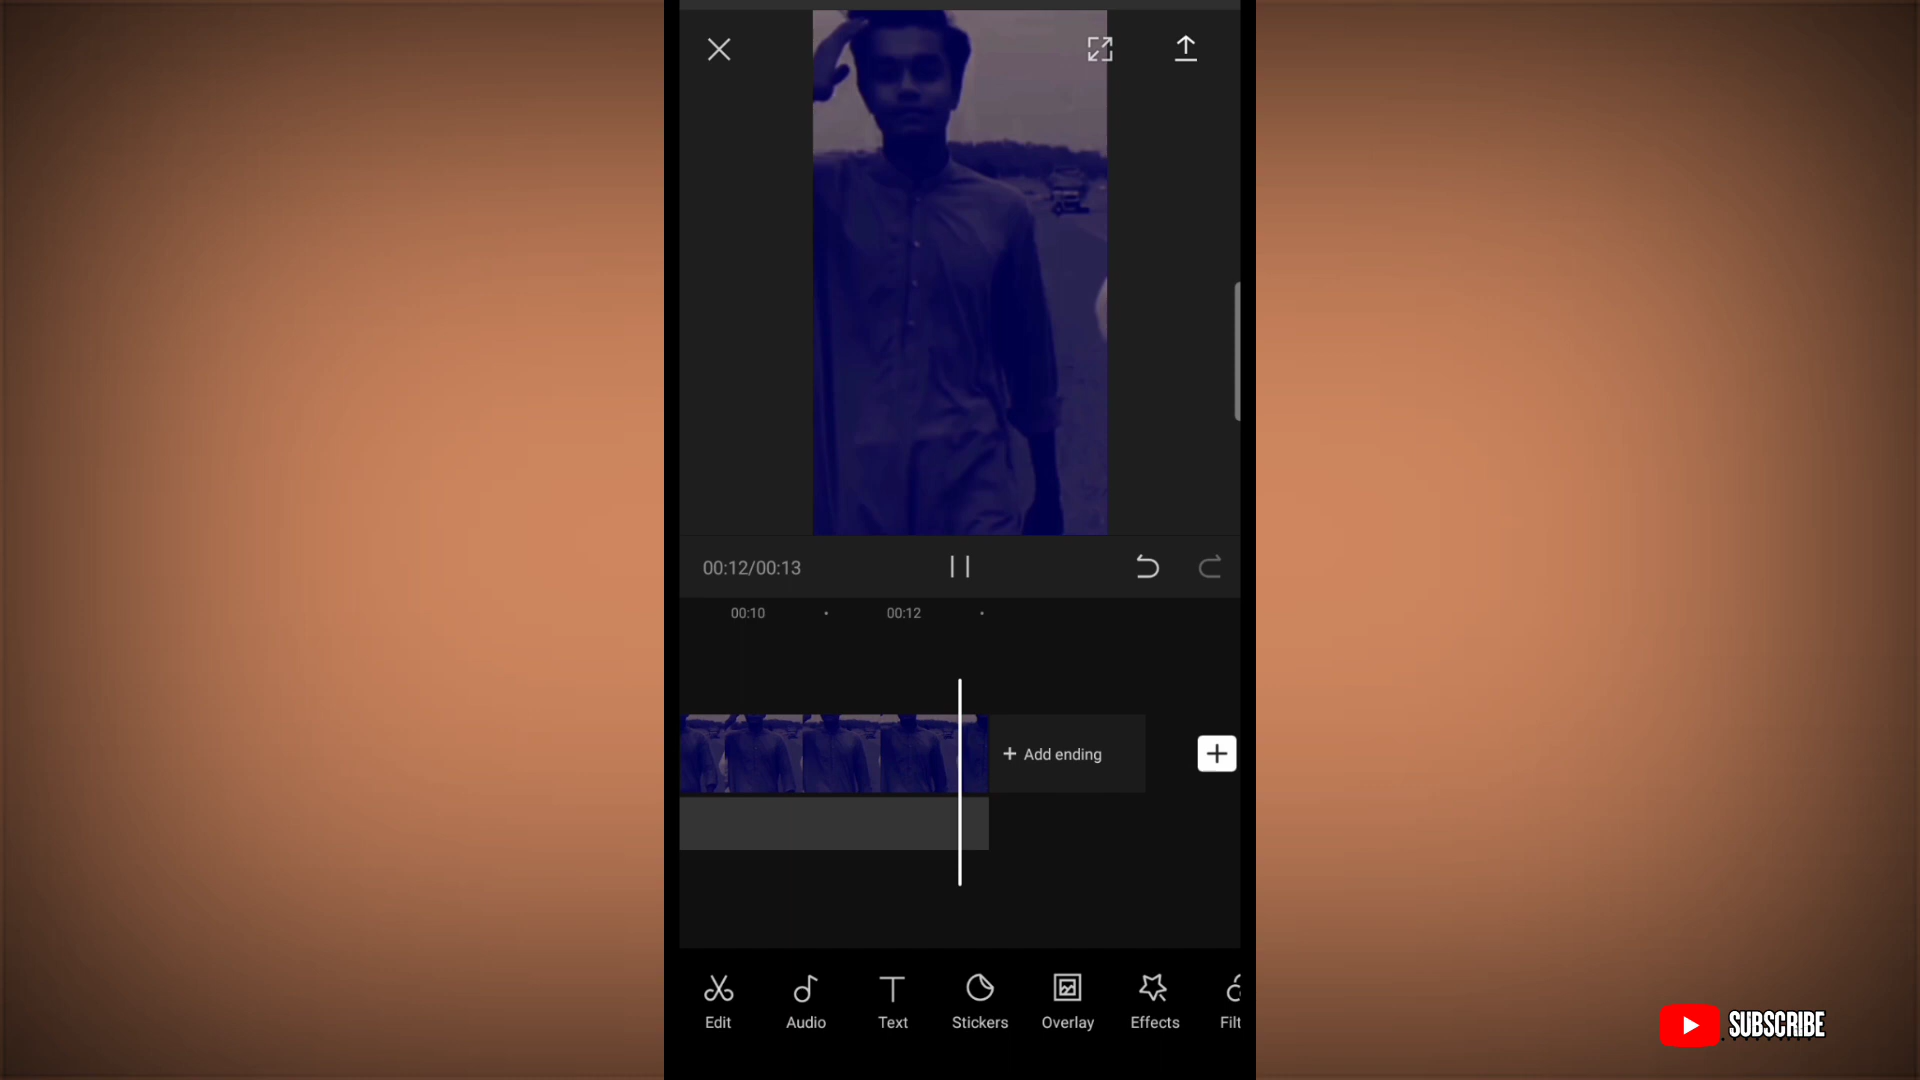 00:12/00:13
00:10
00:12
+ Add ending
Edit
Audio
Text
Stickers
Overlay
Effects
Filt
SUBSCRIBE